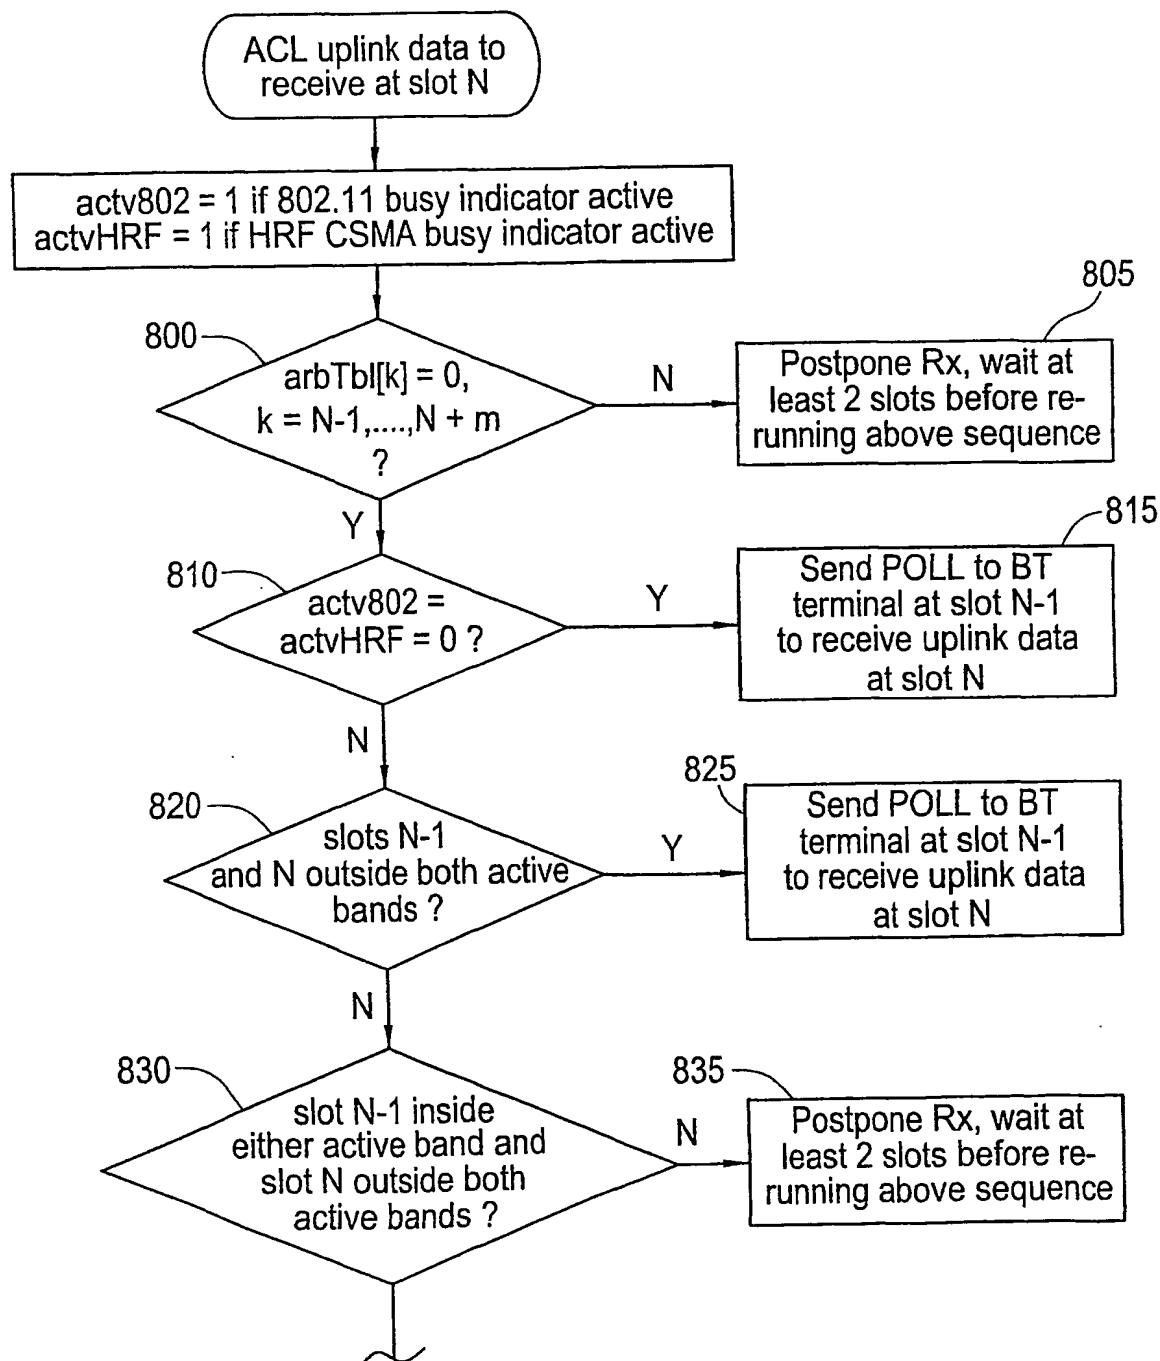 ACL uplink data to
receive at slot N
actv802 = 1 if 802.11 busy indicator active
actvHRF = 1 if HRF CSMA busy indicator active
800
arbTbl[k] = 0,
k = N-1,....,N + m
?
N
805
Postpone Rx, wait at
least 2 slots before re-
running above sequence
Y
810
actv802 =
actvHRF = 0 ?
Y
815
Send POLL to BT
terminal at slot N-1
to receive uplink data
at slot N
N
820
slots N-1
and N outside both active
bands ?
Y
825
Send POLL to BT
terminal at slot N-1
to receive uplink data
at slot N
N
830
slot N-1 inside
either active band and
slot N outside both
active bands ?
N
835
Postpone Rx, wait at
least 2 slots before re-
running above sequence